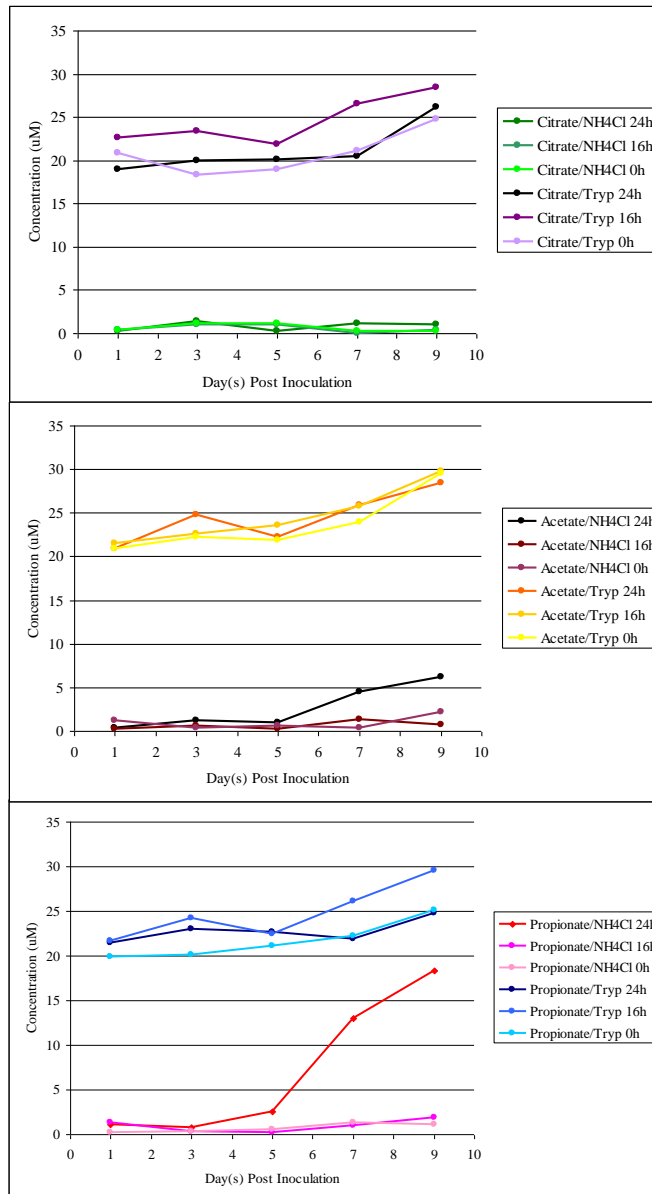 35
30
25
20
15
10
5
0
Concentration (uM)
0 1 2 3 4 5 6 7 8 9 10
Day(s) Post Inoculation
Citrate/NH4Cl 24h
Citrate/NH4Cl 16h
Citrate/NH4Cl 0h
Citrate/Tryp 24h
Citrate/Tryp 16h
Citrate/Tryp 0h
35
30
25
20
15
10
5
0
Concentration (uM)
0 1 2 3 4 5 6 7 8 9 10
Day(s) Post Inoculation
Acetate/NH4Cl 24h
Acetate/NH4Cl 16h
Acetate/NH4Cl 0h
Acetate/Tryp 24h
Acetate/Tryp 16h
Acetate/Tryp 0h
35
30
25
20
15
10
5
0
Concentration (uM)
0 1 2 3 4 5 6 7 8 9 10
Day(s) Post Inoculation
Propionate/NH4Cl 24h
Propionate/NH4Cl 16h
Propionate/NH4Cl 0h
Propionate/Tryp 24h
Propionate/Tryp 16h
Propionate/Tryp 0h